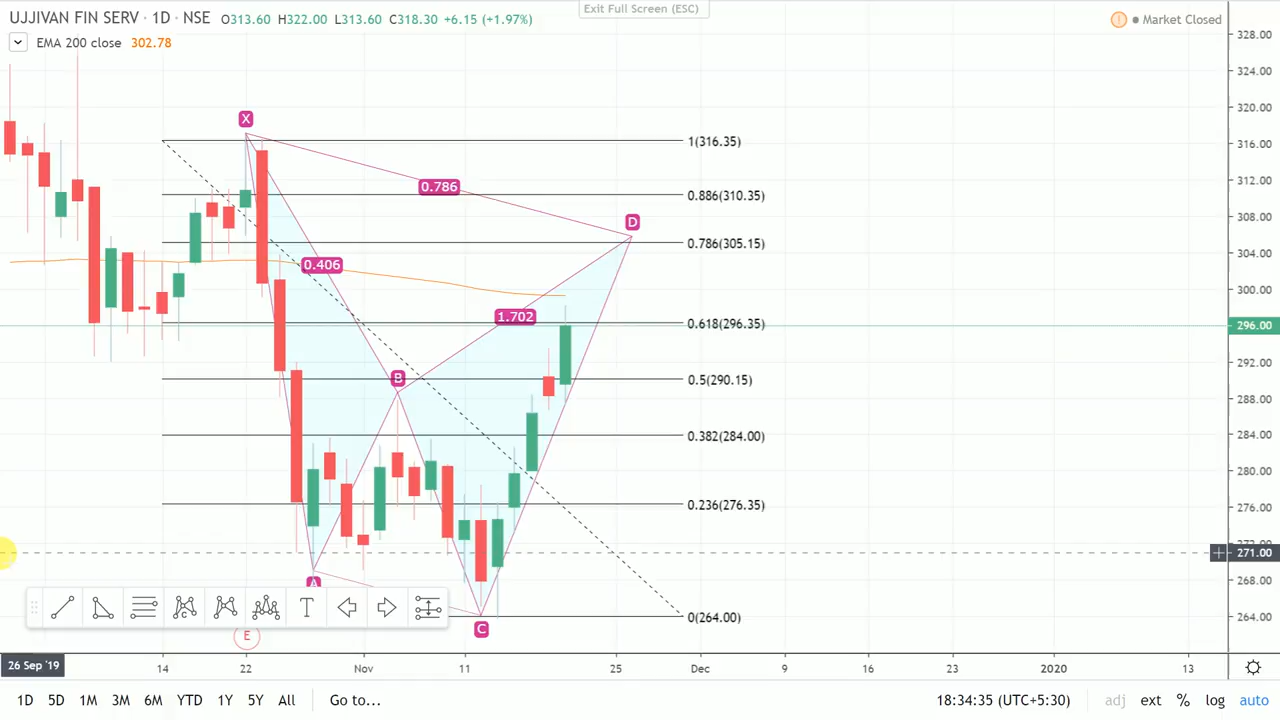 Exit Full Screen (ESC)
UJJIVAN FIN SERV · 1D · NSE O313.60 H322.00 L313.60 C318.30 +6.15 (+1.97%)
Market Closed
EMA 200 close 302.78
328.00
324.00
320.00
316.00
312.00
308.00
304.00
300.00
296.00
292.00
288.00
284.00
280.00
276.00
271.00
268.00
264.00
X
1(316.35)
0.786
0.886(310.35)
D
0.786(305.15)
0.406
1.702
0.618(296.35)
B
0.5(290.15)
0.382(284.00)
0.236(276.35)
A
0(264.00)
C
T
E
26 Sep '19
14
22
Nov
11
25
Dec
9
16
23
2020
13
1D 5D 1M 3M 6M YTD 1Y 5Y All Go to...
18:34:35 (UTC+5:30) adj ext % log auto